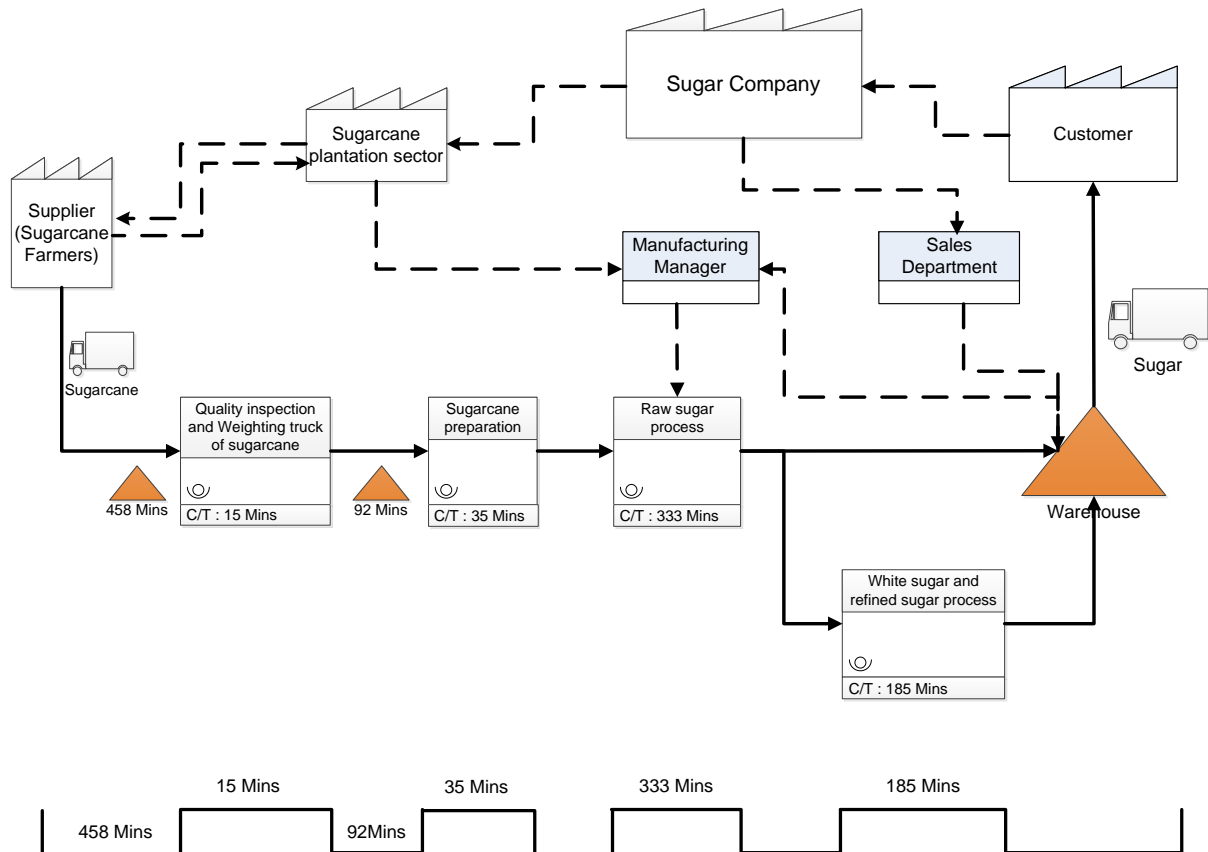 Sugar Company
Customer
Sugarcane
plantation sector
Supplier
(Sugarcane
Farmers)
Manufacturing
Manager
Sales
Department
Sugarcane
Sugar
Quality inspection
and Weighting truck
of sugarcane
C/T : 15 Mins
Sugarcane
preparation
C/T : 35 Mins
Raw sugar
process
C/T : 333 Mins
458 Mins
92 Mins
Warehouse
White sugar and
refined sugar process
C/T : 185 Mins
15 Mins
35 Mins
333 Mins
185 Mins
458 Mins
92Mins